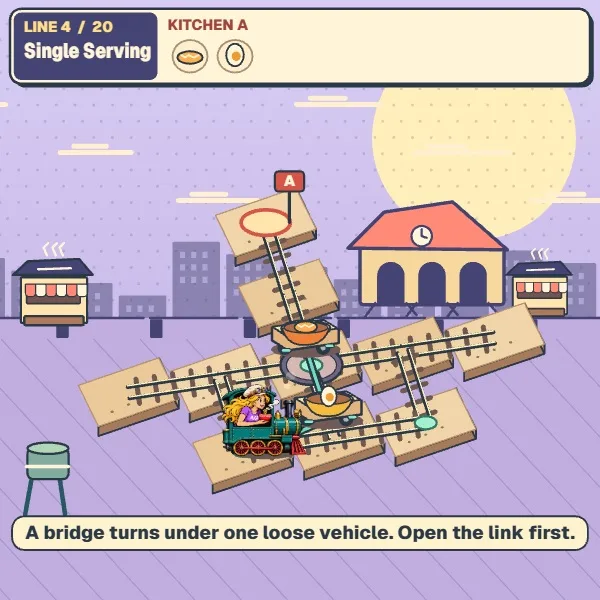 LINE 4 / 20
Single Serving
KITCHEN A
A
A bridge turns under one loose vehicle. Open the link first.